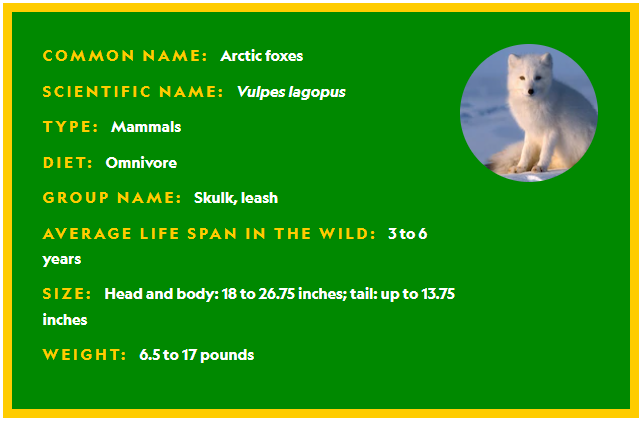 COMMON NAME: Arctic foxes
SCIENTIFIC NAME: Vulpes lagopus
TYPE: Mammals
DIET: Omnivore
GROUP NAME: Skulk, leash
AVERAGE LIFE SPAN IN THE WILD: 3 to 6
years
SIZE: Head and body: 18 to 26.75 inches; tail: up to 13.75
inches
WEIGHT: 6.5 to 17 pounds